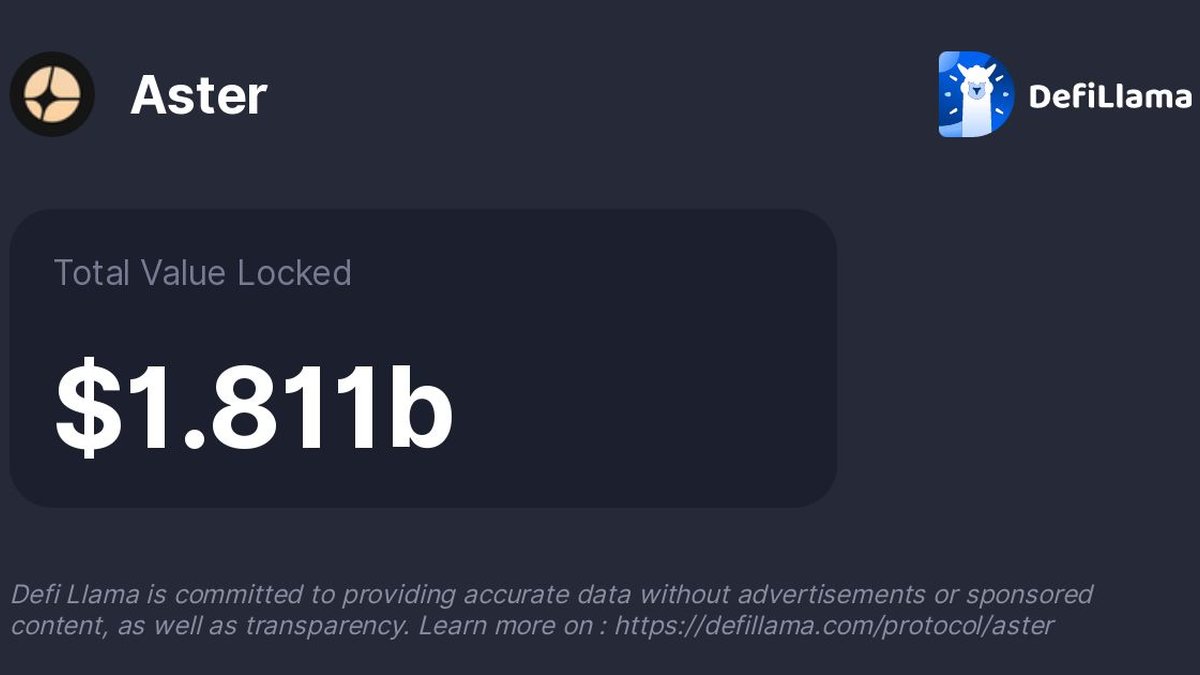 Aster
DefiLlama
Total Value Locked
$1.811b
Defi Llama is committed to providing accurate data without advertisements or sponsored
content, as well as transparency. Learn more on : https://defillama.com/protocol/aster